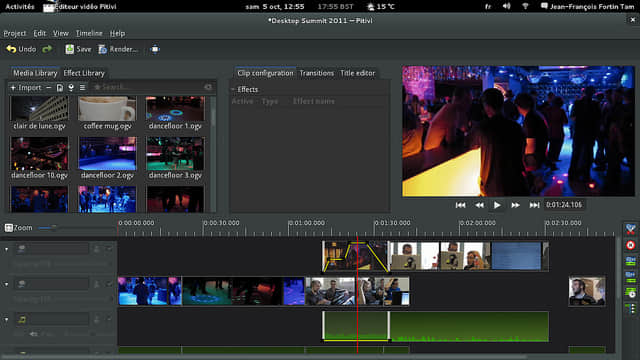 Activités Éditeur vidéo Pitivi sam 5 oct, 12:55 15 °C fr Jean-François Fortin Tam
*Desktop Summit 2011 — Pitivi
Project Edit View Timeline Help
Undo Save Render...
Media Library Effect Library Clip configuration Transitions Title editor
Import Search... Effects
Active Type Effect name
clair de lune.ogv coffee mug.ogv dancefloor 1.ogv
dancefloor 10.ogv dancefloor 2.ogv dancefloor 3.ogv
0:01:24.106
Zoom 0:00:00.000 0:00:30.000 0:01:00.000 0:01:30.000 0:02:00.000 0:02:30.000